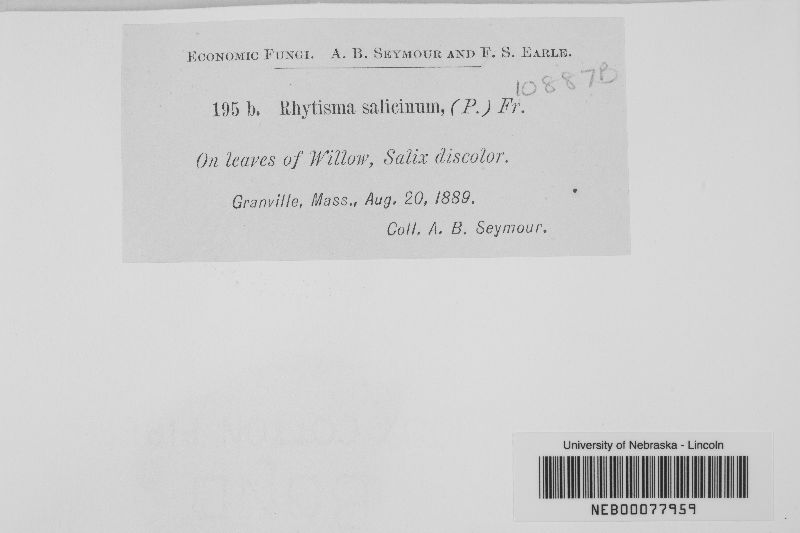 ECONOMIC FUNGI. A. B. SEYMOUR AND F. S. EARLE.
10887B
195 b. Rhytisma salicinum, (P.) Fr.
On leaves of Willow, Salix discolor.
Granville, Mass., Aug. 20, 1889.
Coll. A. B. Seymour.
University of Nebraska - Lincoln
NEB00077959